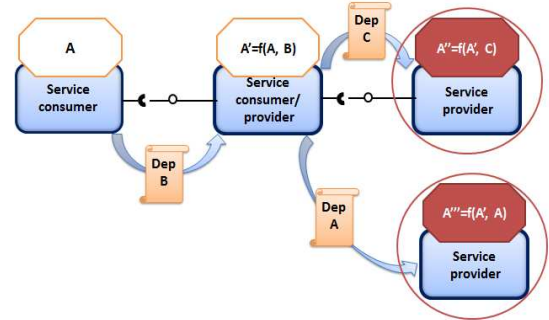 A
Service
consumer
Dep
B
A'=f(A, B)
Service
consumer/
provider
Dep
C
A''=f(A', C)
Service
provider
Dep
A
A'''=f(A', A)
Service
provider